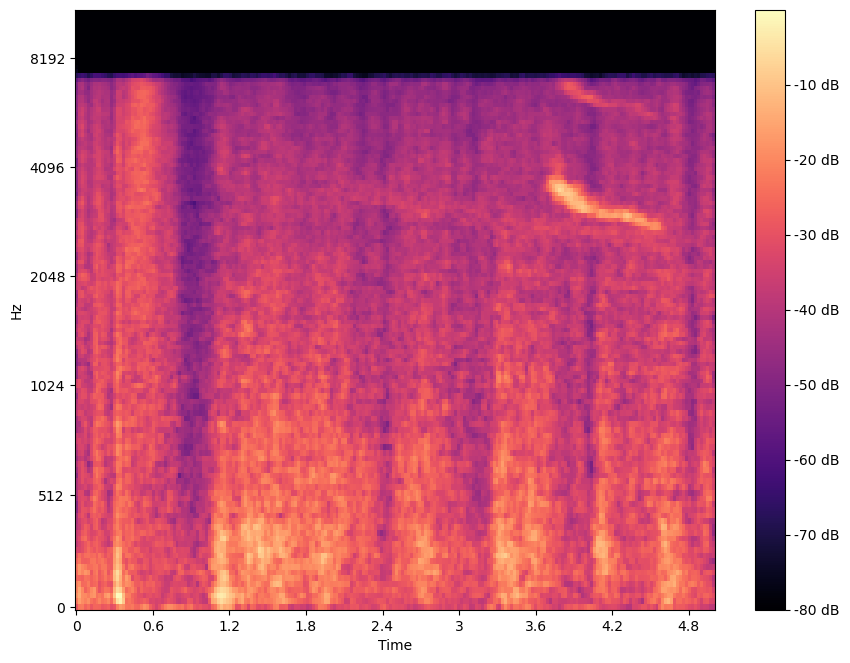 8192
4096
2048
1024
512
0
Hz
0 0.6 1.2 1.8 2.4 3 3.6 4.2 4.8
Time
-10 dB
-20 dB
-30 dB
-40 dB
-50 dB
-60 dB
-70 dB
-80 dB